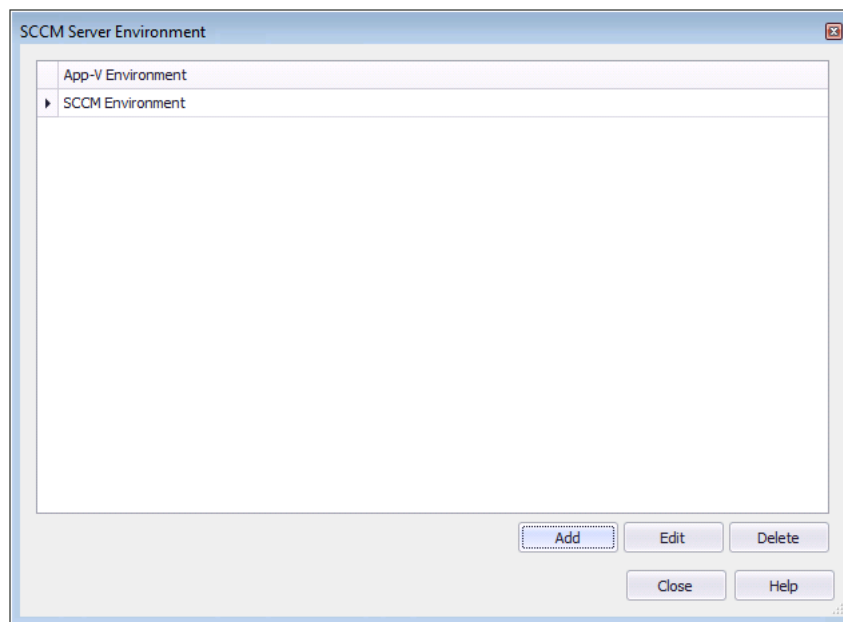 SCCM Server Environment
App-V Environment
SCCM Environment
Add Edit Delete
Close Help